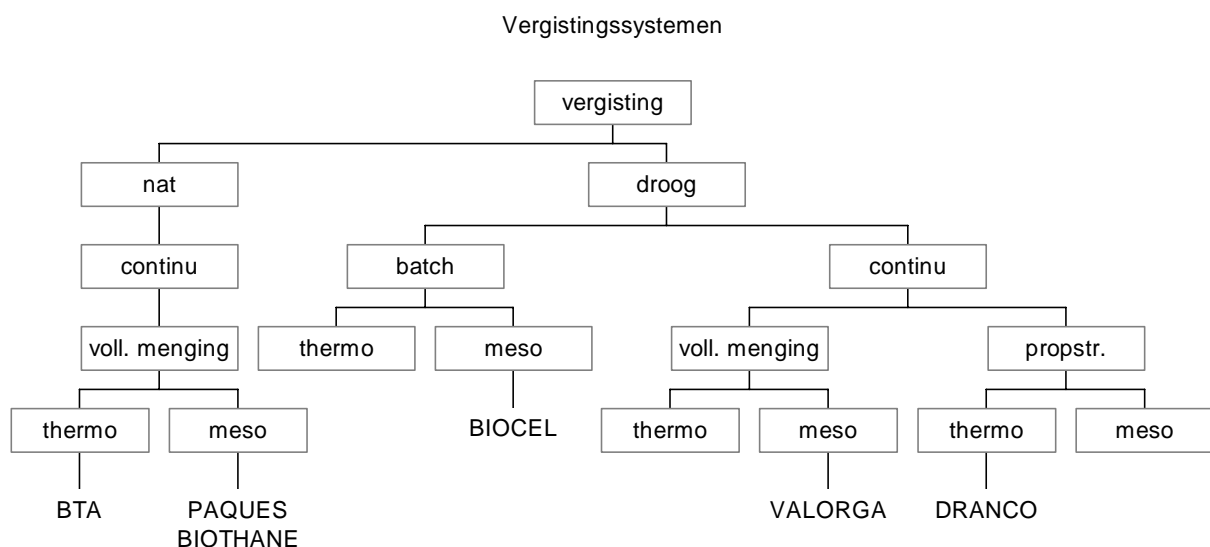 Vergistingssystemen
vergisting
nat
droog
continu
batch
continu
voll. menging
thermo
meso
voll. menging
propstr.
thermo
meso
BIOCEL
thermo
meso
thermo
meso
BTA
PAQUES
BIOTHANE
VALORGA
DRANCO